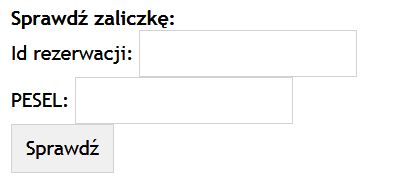 Sprawdź zaliczkę:
Id rezerwacji:
PESEL:
Sprawdź